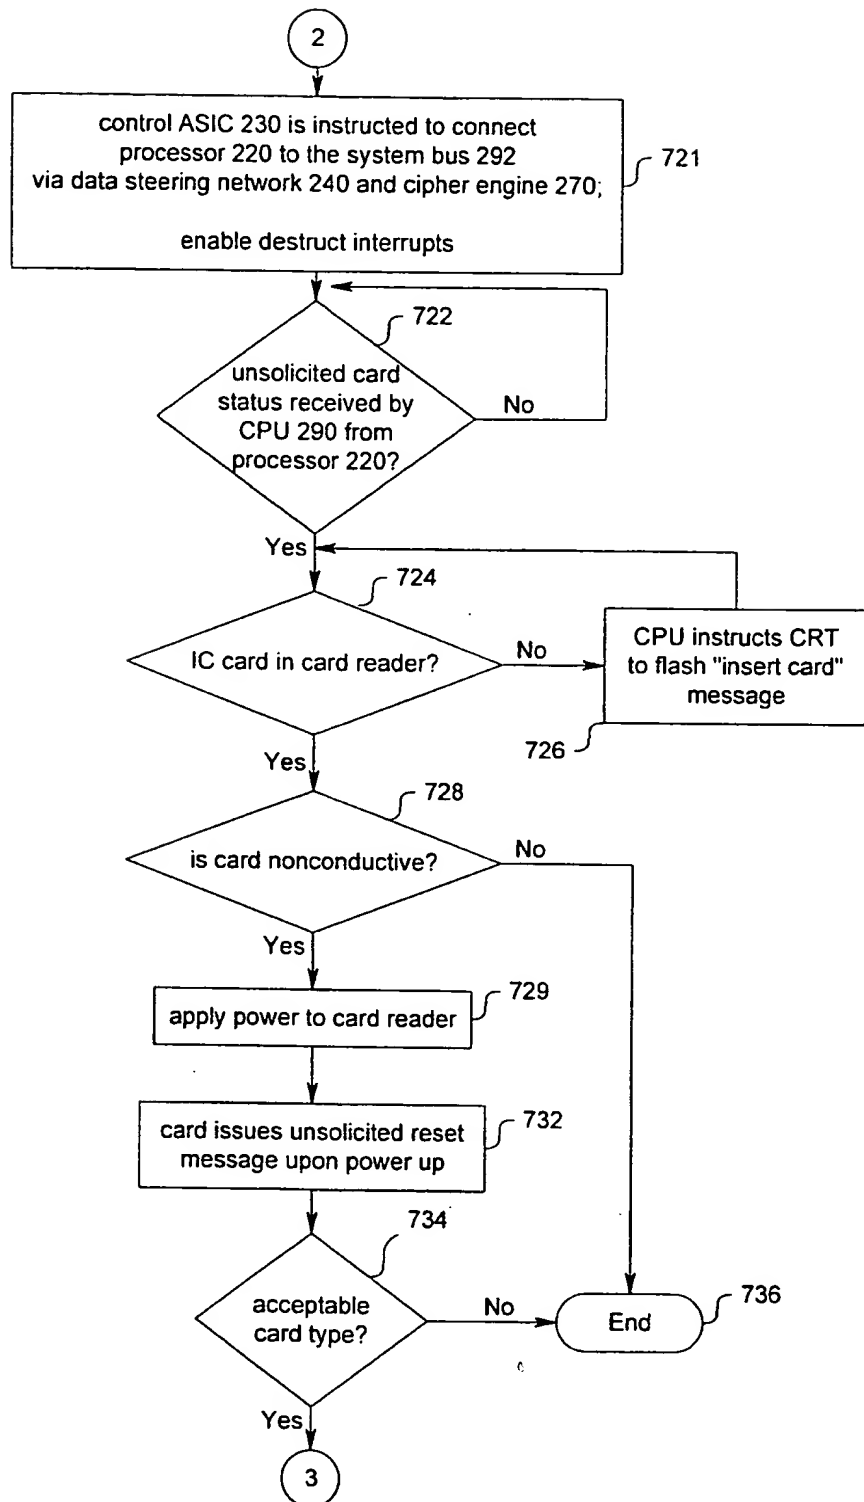 2
control ASIC 230 is instructed to connect
processor 220 to the system bus 292
via data steering network 240 and cipher engine 270;
enable destruct interrupts
721
722
unsolicited card
status received by
CPU 290 from
processor 220?
No
Yes
724
IC card in card reader?
No
CPU instructs CRT
to flash "insert card"
message
726
Yes
728
is card nonconductive?
No
Yes
729
apply power to card reader
732
card issues unsolicited reset
message upon power up
734
acceptable
card type?
No
End
736
Yes
3